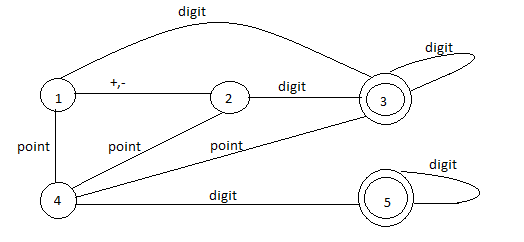 digit
digit
+,-
digit
1
2
3
point
point
point
digit
4
digit
5